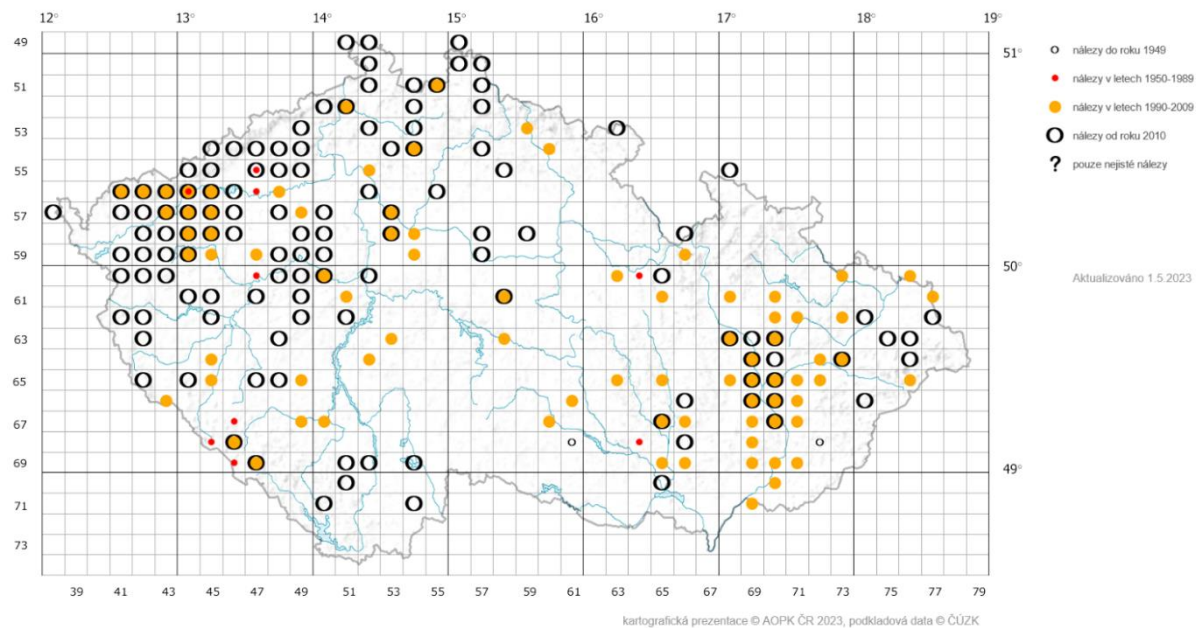 12° 13° 14° 15° 16° 17° 18° 19°
49
51°
51
53
55
57
59
50°
61
63
65
67
69
49°
71
73
39 41 43 45 47 49 51 53 55 57 59 61 63 65 67 69 71 73 75 77 79
nálezy do roku 1949
nálezy v letech 1950-1989
nálezy v letech 1990-2009
nálezy od roku 2010
? pouze nejisté nálezy
Aktualizováno 1.5.2023
kartografická prezentace © AOPK ČR 2023, podkladová data © ČÚZK